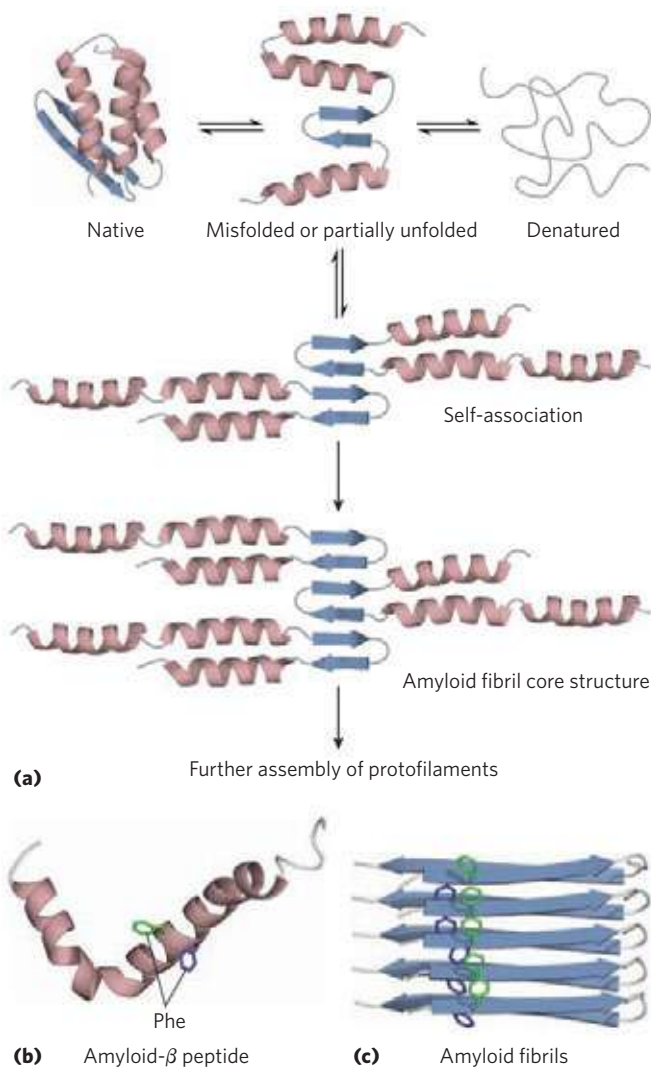 Native
Misfolded or partially unfolded
Denatured
Self-association
Amyloid fibril core structure
(a)
Further assembly of protofilaments
Phe
(b) Amyloid-β peptide
(c) Amyloid fibrils